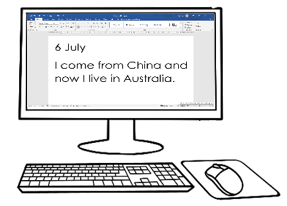 6 July
I come from China and
now I live in Australia.